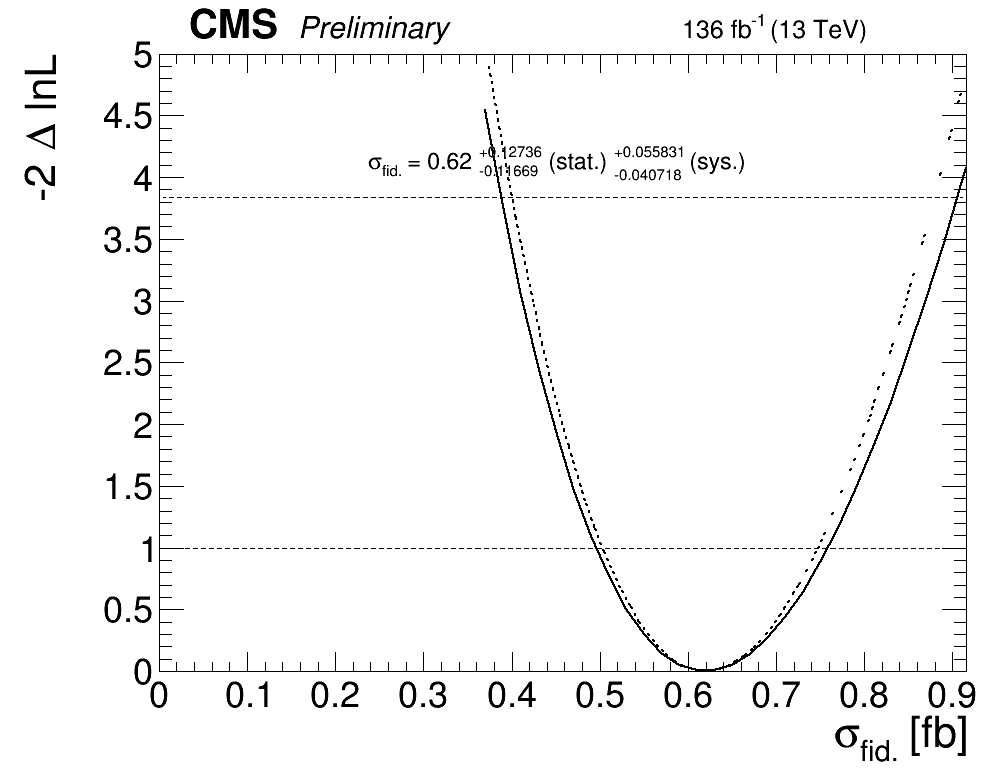 CMS Preliminary 136 fb-1 (13 TeV)
-2 Δ lnL
5
4.5
4
3.5
3
2.5
2
1.5
1
0.5
0
σfid. = 0.62 +0.12736 -0.11669 (stat.) +0.055831 -0.040718 (sys.)
0 0.1 0.2 0.3 0.4 0.5 0.6 0.7 0.8 0.9
σfid. [fb]